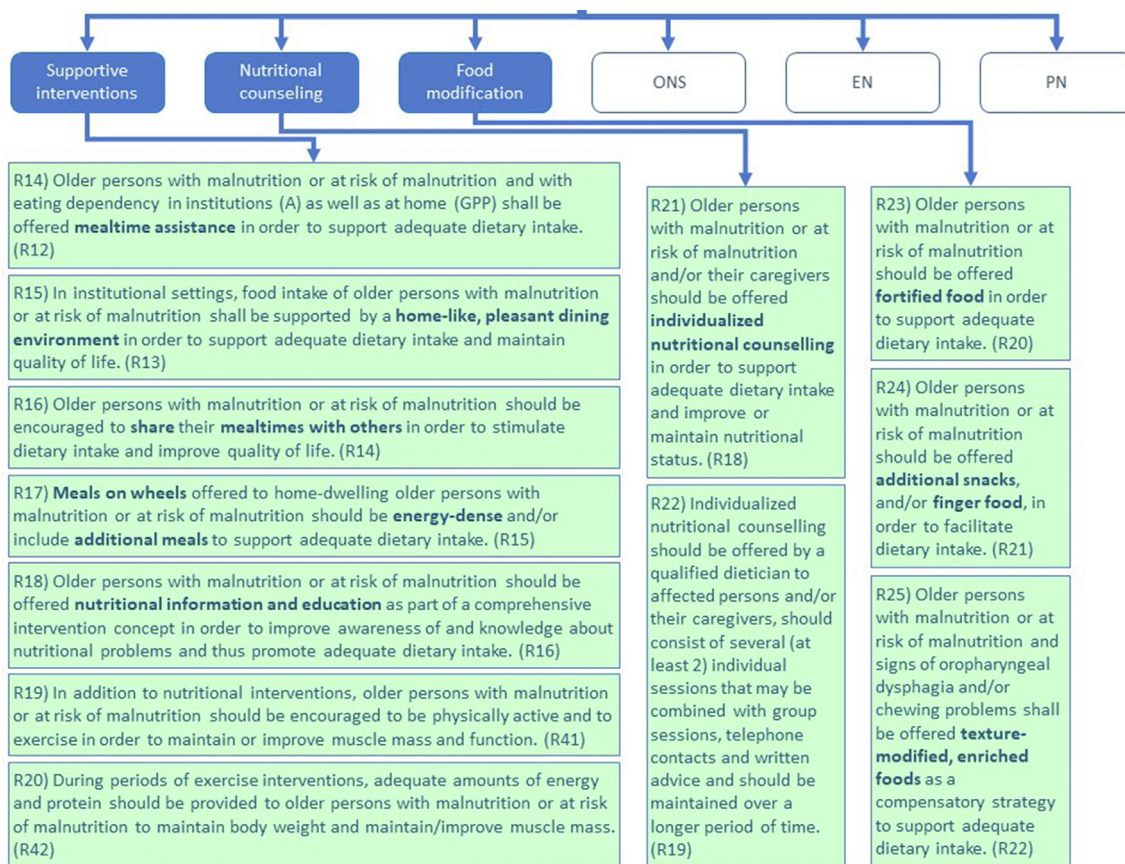 Supportive
interventions
Nutritional
counseling
Food
modification
ONS
EN
PN
R14) Older persons with malnutrition or at risk of malnutrition and with
eating dependency in institutions (A) as well as at home (GPP) shall be
offered mealtime assistance in order to support adequate dietary intake.
(R12)
R15) In institutional settings, food intake of older persons with malnutrition
or at risk of malnutrition shall be supported by a home-like, pleasant dining
environment in order to support adequate dietary intake and maintain
quality of life. (R13)
R16) Older persons with malnutrition or at risk of malnutrition should be
encouraged to share their mealtimes with others in order to stimulate
dietary intake and improve quality of life. (R14)
R17) Meals on wheels offered to home-dwelling older persons with
malnutrition or at risk of malnutrition should be energy-dense and/or
include additional meals to support adequate dietary intake. (R15)
R18) Older persons with malnutrition or at risk of malnutrition should be
offered nutritional information and education as part of a comprehensive
intervention concept in order to improve awareness of and knowledge about
nutritional problems and thus promote adequate dietary intake. (R16)
R19) In addition to nutritional interventions, older persons with malnutrition
or at risk of malnutrition should be encouraged to be physically active and to
exercise in order to maintain or improve muscle mass and function. (R41)
R20) During periods of exercise interventions, adequate amounts of energy
and protein should be provided to older persons with malnutrition or at risk
of malnutrition to maintain body weight and maintain/improve muscle mass.
(R42)
R21) Older persons
with malnutrition or at
risk of malnutrition
and/or their caregivers
should be offered
individualized
nutritional counselling
in order to support
adequate dietary intake
and improve or
maintain nutritional
status. (R18)
R22) Individualized
nutritional counselling
should be offered by a
qualified dietician to
affected persons and/or
their caregivers, should
consist of several (at
least 2) individual
sessions that may be
combined with group
sessions, telephone
contacts and written
advice and should be
maintained over a
longer period of time.
(R19)
R23) Older persons
with malnutrition or at
risk of malnutrition
should be offered
fortified food in order
to support adequate
dietary intake. (R20)
R24) Older persons
with malnutrition or at
risk of malnutrition
should be offered
additional snacks,
and/or finger food, in
order to facilitate
dietary intake. (R21)
R25) Older persons
with malnutrition or at
risk of malnutrition and
signs of oropharyngeal
dysphagia and/or
chewing problems shall
be offered texture-
modified, enriched
foods as a
compensatory strategy
to support adequate
dietary intake. (R22)